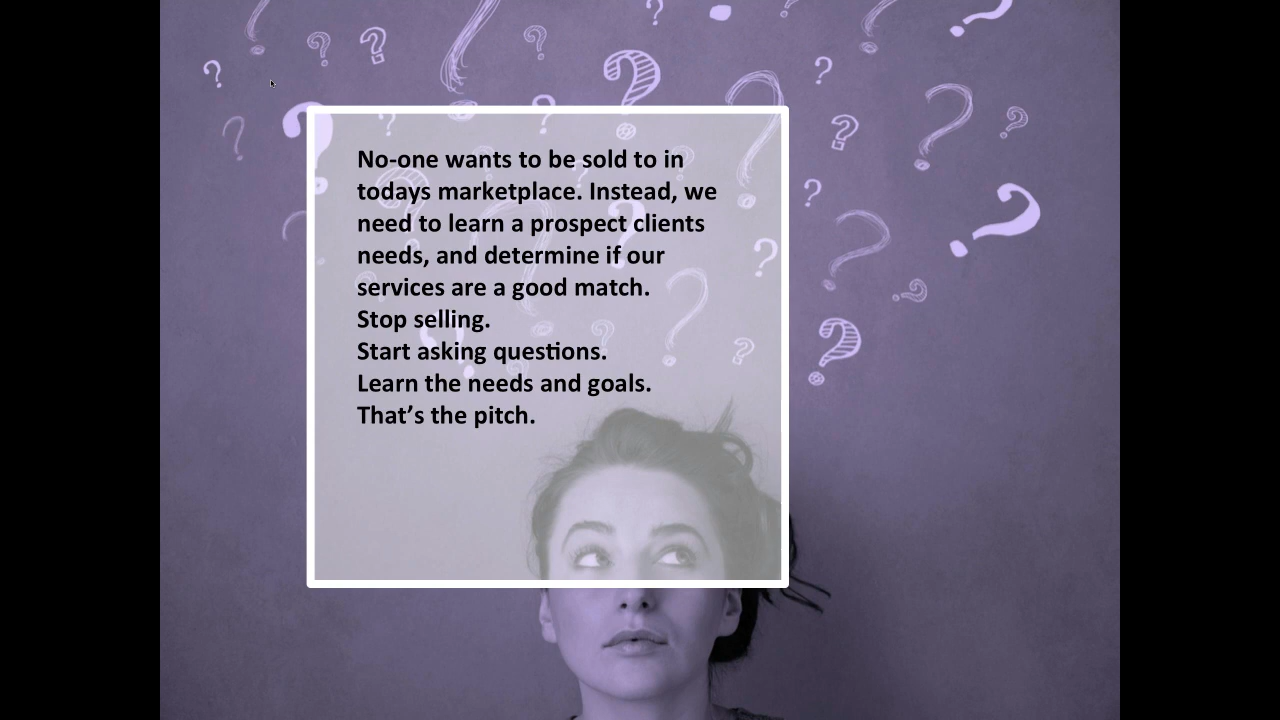 No-one wants to be sold to in
todays marketplace. Instead, we
need to learn a prospect clients
needs, and determine if our
services are a good match.
Stop selling.
Start asking questions.
Learn the needs and goals.
That’s the pitch.